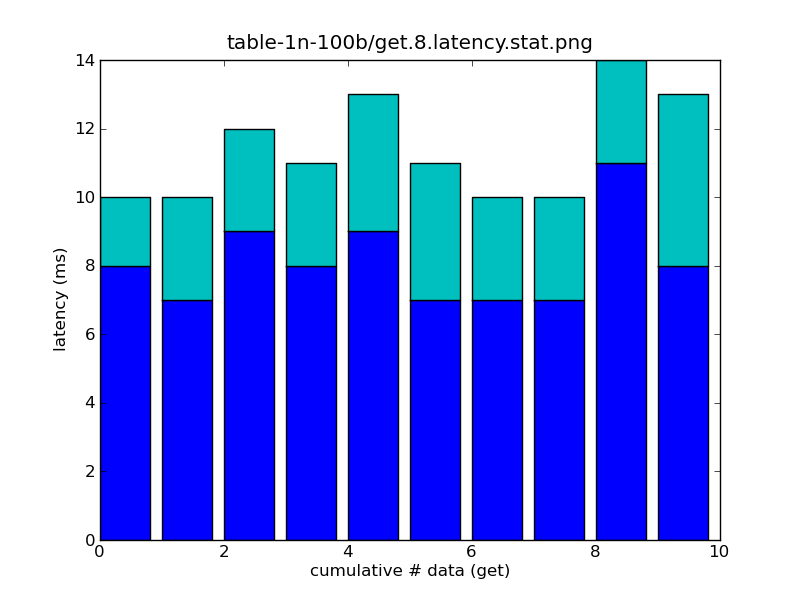 table-1n-100b/get.8.latency.stat.png
14
12
10
8
6
4
2
0
latency (ms)
0 2 4 6 8 10
cumulative # data (get)